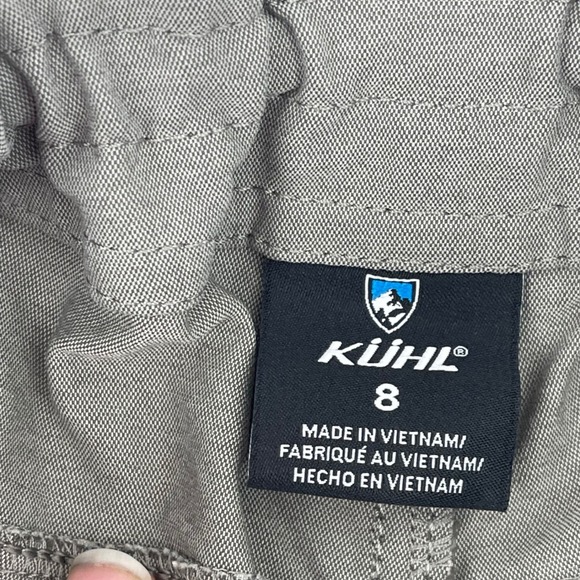 KÜHL®
8
MADE IN VIETNAM/
FABRIQUÉ AU VIETNAM/
HECHO EN VIETNAM